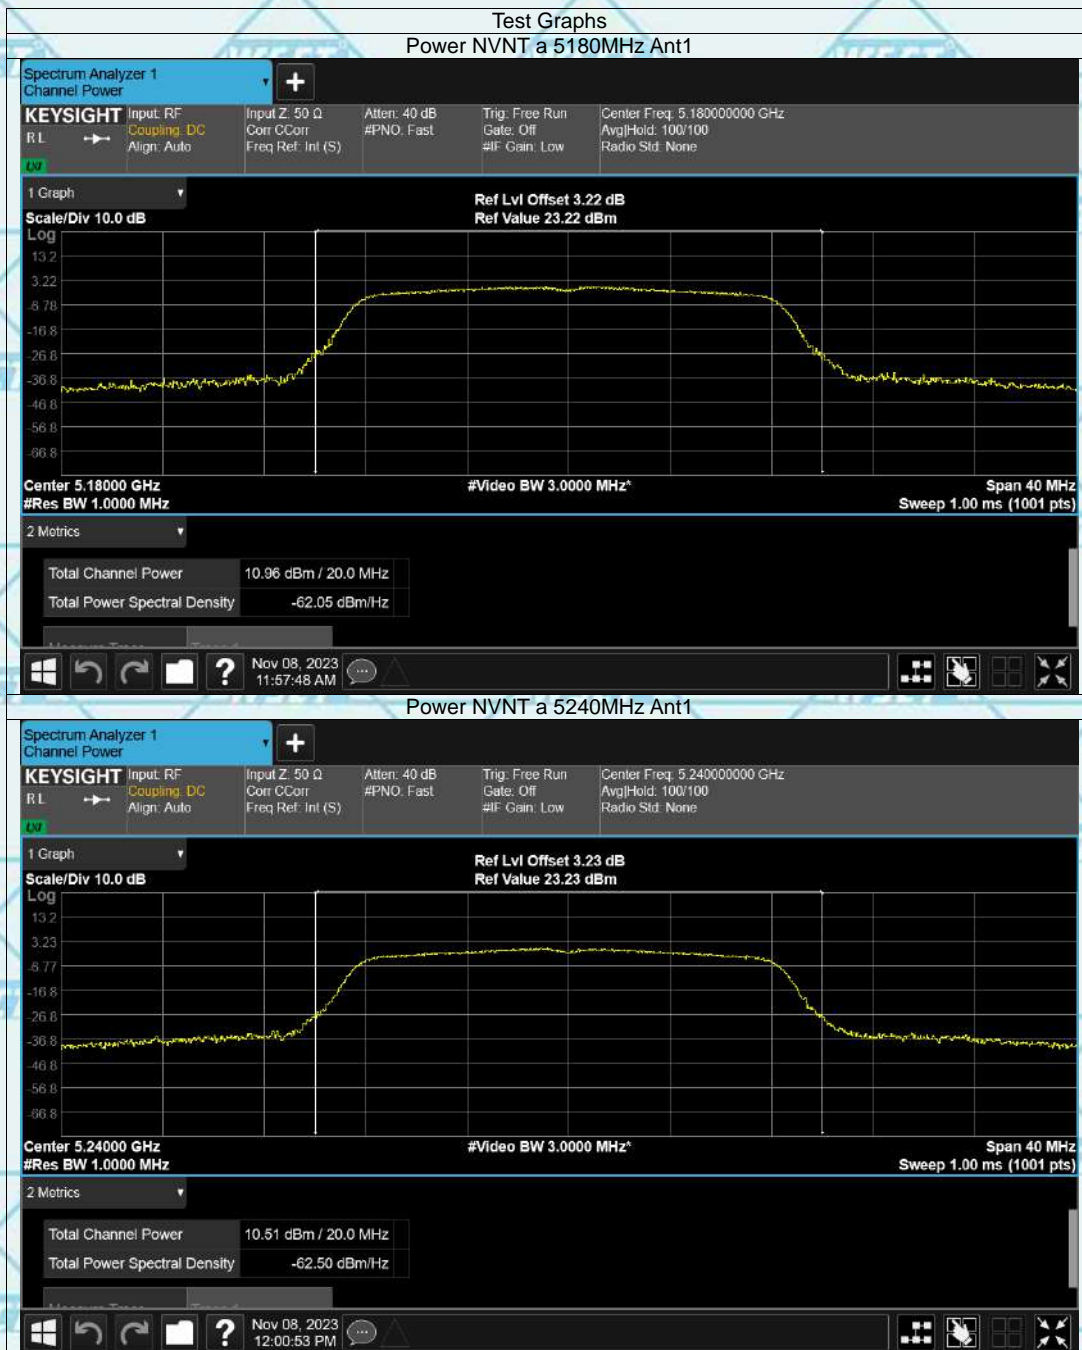 Test Graphs
Power NVNT a 5180MHz Ant1
Spectrum Analyzer 1
Channel Power
+
KEYSIGHT Input: RF Input Z: 50 Ω Atten: 40 dB Trig: Free Run Center Freq: 5.180000000 GHz
RL Coupling: DC Corr CCorr #PNO: Fast Gate: Off Avg|Hold: 100/100
Align: Auto Freq Ref: Int (S) #IF Gain: Low Radio Std: None
LXI
1 Graph
Ref Lvl Offset 3.22 dB
Scale/Div 10.0 dB Ref Value 23.22 dBm
Log
13.2
3.22
-6.78
-16.8
-26.8
-36.8
-46.8
-56.8
-66.8
Center 5.18000 GHz #Video BW 3.0000 MHz* Span 40 MHz
#Res BW 1.0000 MHz Sweep 1.00 ms (1001 pts)
2 Metrics
Total Channel Power 10.96 dBm / 20.0 MHz
Total Power Spectral Density -62.05 dBm/Hz
? Nov 08, 2023
11:57:48 AM
Power NVNT a 5240MHz Ant1
Spectrum Analyzer 1
Channel Power
+
KEYSIGHT Input: RF Input Z: 50 Ω Atten: 40 dB Trig: Free Run Center Freq: 5.240000000 GHz
RL Coupling: DC Corr CCorr #PNO: Fast Gate: Off Avg|Hold: 100/100
Align: Auto Freq Ref: Int (S) #IF Gain: Low Radio Std: None
LXI
1 Graph
Ref Lvl Offset 3.23 dB
Scale/Div 10.0 dB Ref Value 23.23 dBm
Log
13.2
3.23
-6.77
-16.8
-26.8
-36.8
-46.8
-56.8
-66.8
Center 5.24000 GHz #Video BW 3.0000 MHz* Span 40 MHz
#Res BW 1.0000 MHz Sweep 1.00 ms (1001 pts)
2 Metrics
Total Channel Power 10.51 dBm / 20.0 MHz
Total Power Spectral Density -62.50 dBm/Hz
? Nov 08, 2023
12:00:53 PM